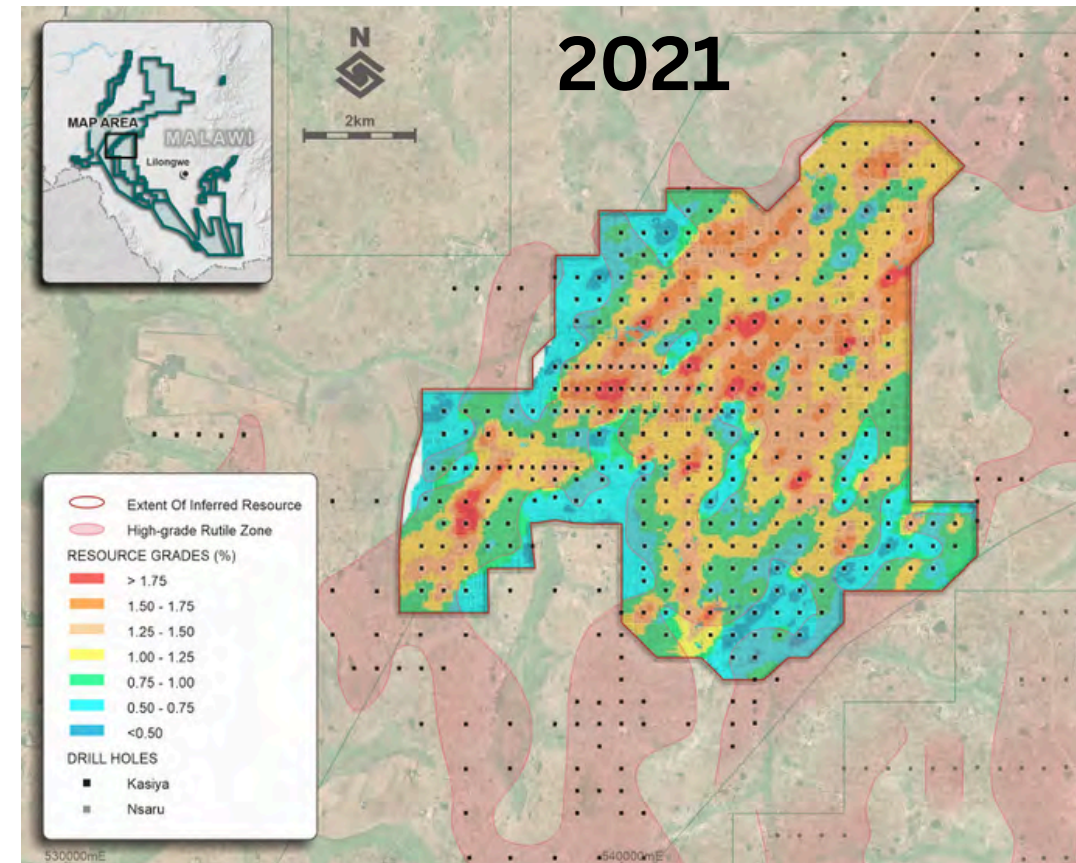 2021
N
2km
MAP AREA
MALAWI
Lilongwe
Extent Of Inferred Resource
High-grade Rutile Zone
RESOURCE GRADES (%)
> 1.75
1.50 - 1.75
1.25 - 1.50
1.00 - 1.25
0.75 - 1.00
0.50 - 0.75
<0.50
DRILL HOLES
Kasiya
Nsaru
530000mE
540000mE